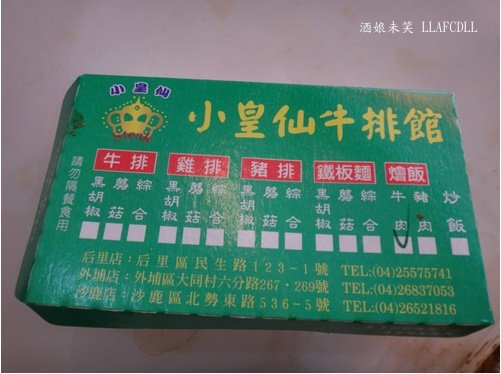 酒娘未笑 LLAFCDLL
小皇仙
小皇仙牛排館
請勿隔餐食用
牛排 雞排 豬排 鐵板麵 燴飯
黑胡椒 蘑菇 綜合 黑胡椒 蘑菇 綜合 黑胡椒 蘑菇 綜合 黑胡椒 蘑菇 綜合 牛肉 豬肉 炒飯
后里店：后里區民生路123-1號 TEL:(04)25575741
外埔店：外埔區大同村六分路267·269號 TEL:(04)26837053
沙鹿店：沙鹿區北勢東路536-5號 TEL:(04)26521816